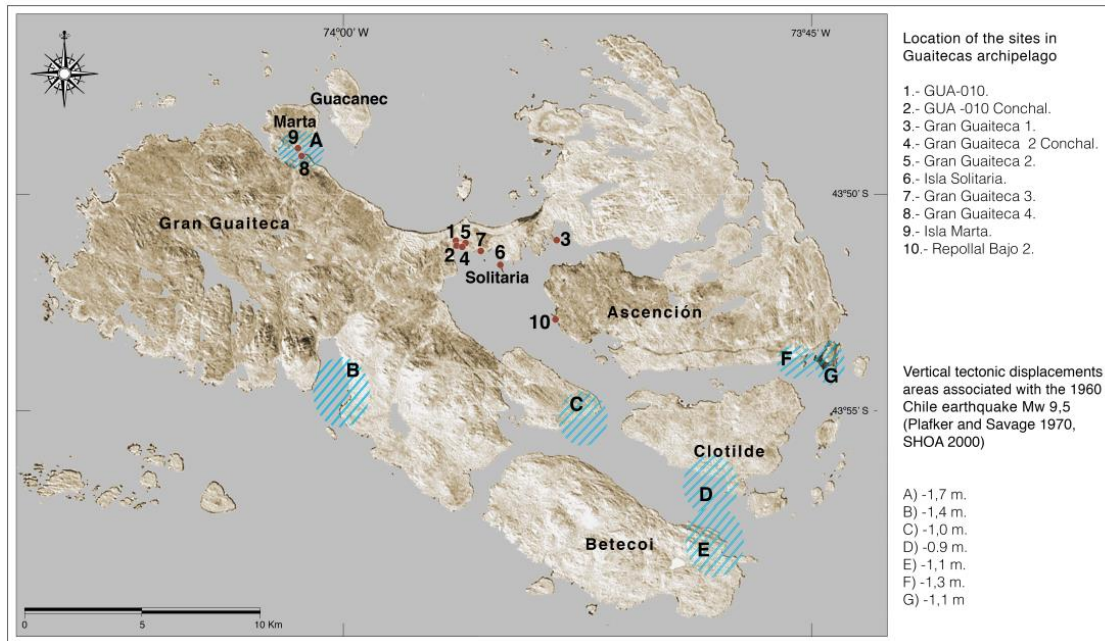 74°00' W
73°45' W
Guacanec
Marta
9
A
8
43°50' S
Gran Guaiteca
1 5
7
3
2 4
6
Solitaria
Ascención
10
F
G
B
C
43°55' S
Clotilde
D
Betecoi
E
0 5 10 Km
Location of the sites in
Guaitecas archipelago
1.- GUA-010.
2.- GUA -010 Conchal.
3.- Gran Guaiteca 1.
4.- Gran Guaiteca 2 Conchal.
5.- Gran Guaiteca 2.
6.- Isla Solitaria.
7.- Gran Guaiteca 3.
8.- Gran Guaiteca 4.
9.- Isla Marta.
10.- Repollal Bajo 2.
Vertical tectonic displacements
areas associated with the 1960
Chile earthquake Mw 9,5
(Plafker and Savage 1970,
SHOA 2000)
A) -1,7 m.
B) -1,4 m.
C) -1,0 m.
D) -0.9 m.
E) -1,1 m.
F) -1,3 m.
G) -1,1 m